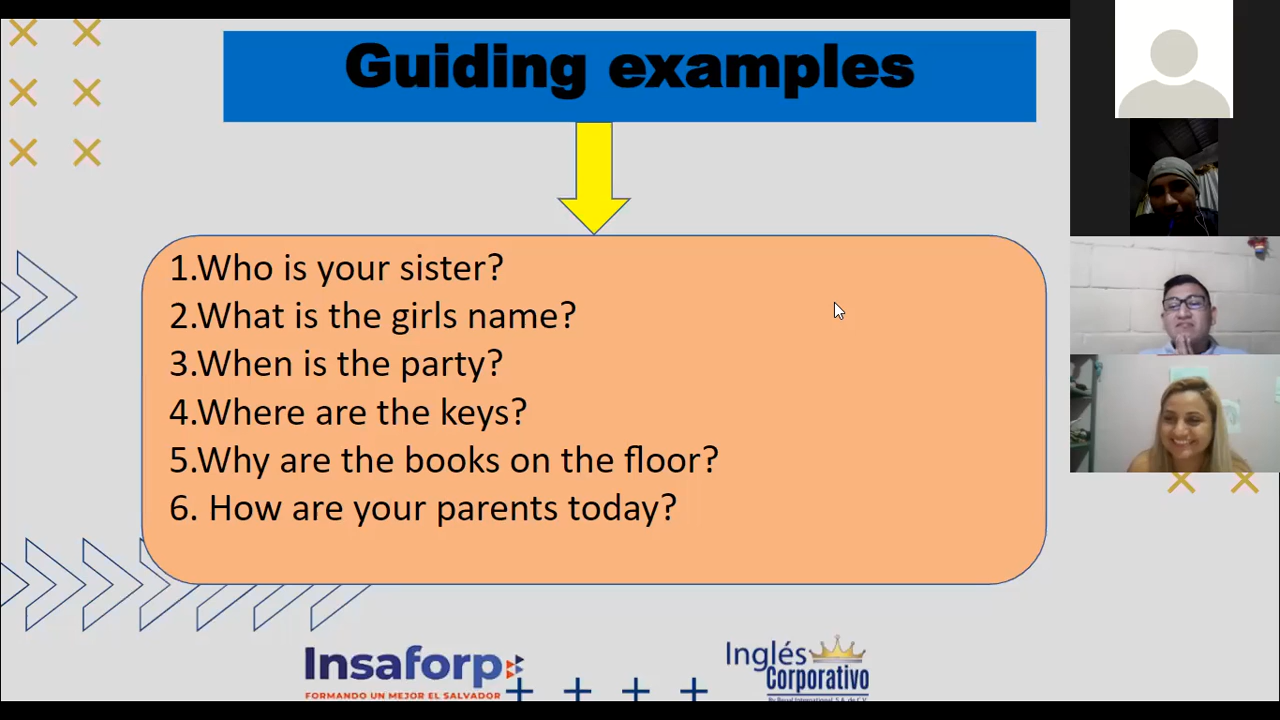 Guiding examples
1.Who is your sister?
2.What is the girls name?
3.When is the party?
4.Where are the keys?
5.Why are the books on the floor?
6. How are your parents today?
Insaforp
FORMANDO UN MEJOR EL SALVADOR
Inglés
Corporativo